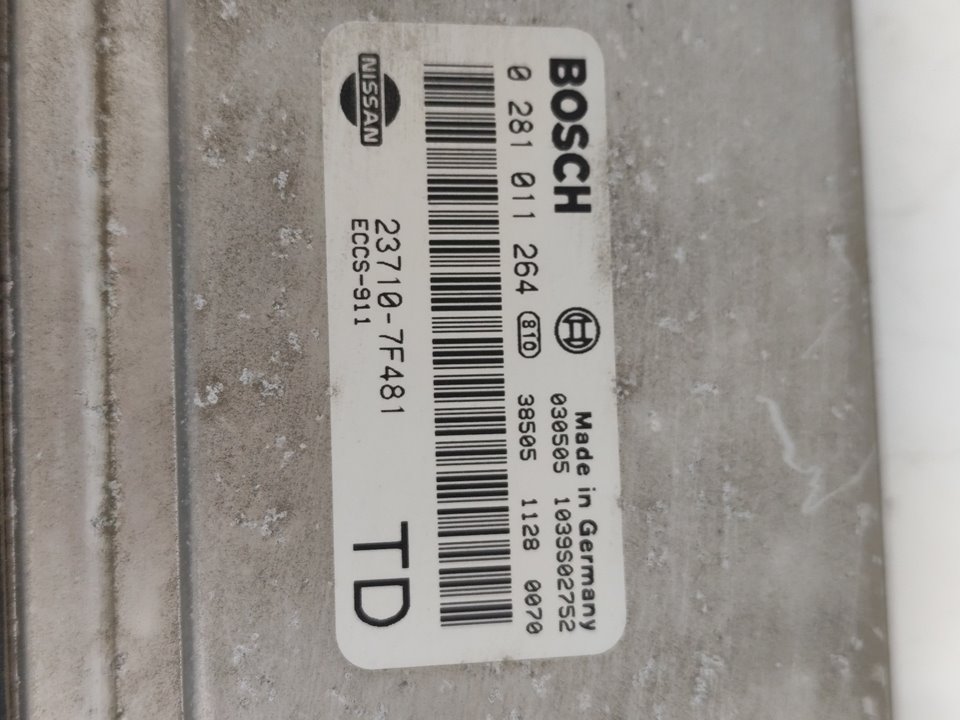 BOSCH
Made in Germany
030505 1039S02752
0 281 011 264 810 38505 1128 0070
NISSAN
23710-7F481
ECCS-911
TD